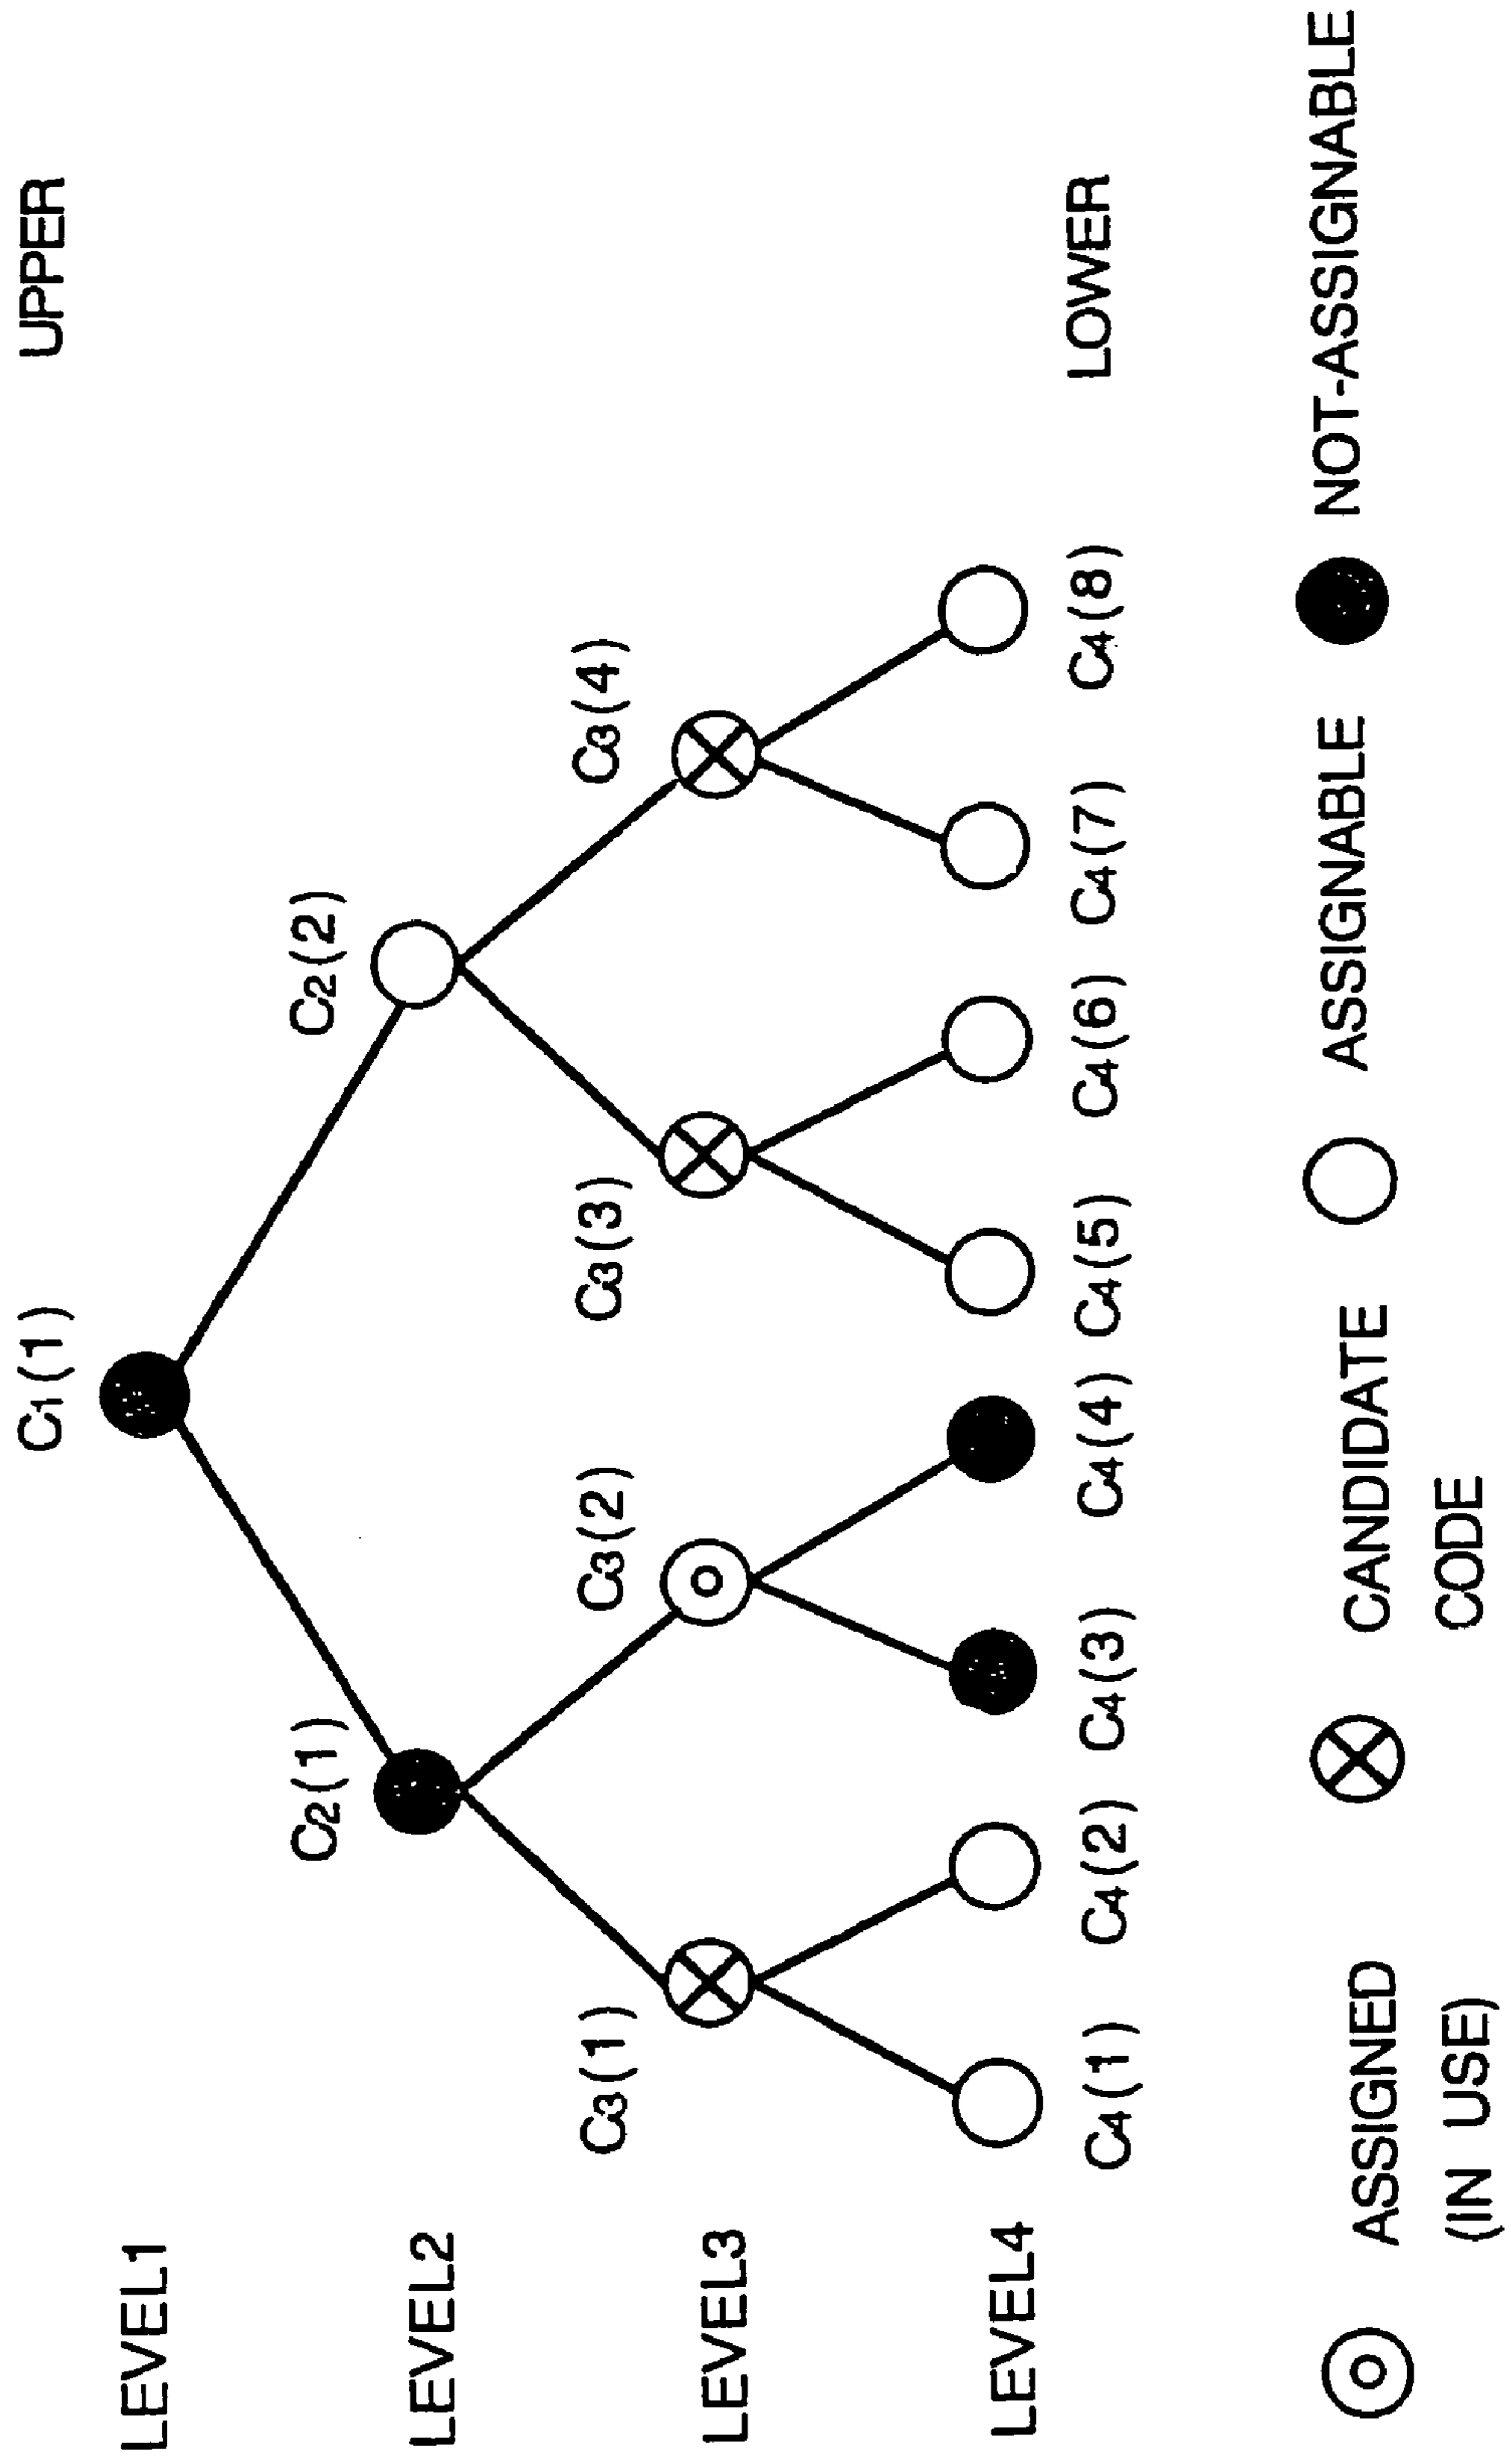 UPPER
C1(1)
LEVEL1
C2(1) C2(2)
LEVEL2
C3(1) C3(2) C3(3) C3(4)
LEVEL3
LEVEL4
C4(1) C4(2) C4(3) C4(4) C4(5) C4(6) C4(7) C4(8)
LOWER
ASSIGNED CANDIDATE ASSIGNABLE NOT-ASSIGNABLE
(IN USE) CODE